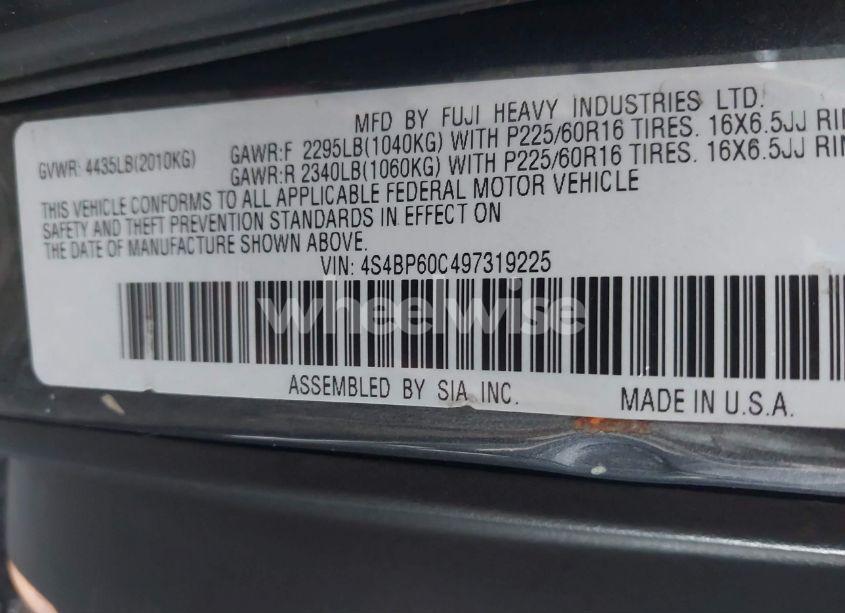 MFD BY FUJI HEAVY INDUSTRIES LTD.
GVWR: 4435LB(2010KG)
GAWR:F 2295LB(1040KG) WITH P225/60R16 TIRES. 16X6.5JJ
GAWR:R 2340LB(1060KG) WITH P225/60R16 TIRES. 16X6.5JJ
THIS VEHICLE CONFORMS TO ALL APPLICABLE FEDERAL MOTOR VEHICLE
SAFETY AND THEFT PREVENTION STANDARDS IN EFFECT ON
THE DATE OF MANUFACTURE SHOWN ABOVE.
VIN: 4S4BP60C497319225
wheelwise
ASSEMBLED BY SIA, INC.
MADE IN U.S.A.